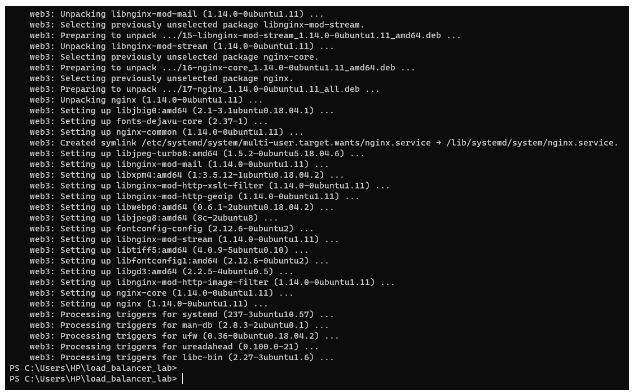 web3: Unpacking libnginx-mod-mail (1.14.0-0ubuntu1.11) ...
web3: Selecting previously unselected package libnginx-mod-stream.
web3: Preparing to unpack .../15-libnginx-mod-stream_1.14.0-0ubuntu1.11_amd64.deb ...
web3: Unpacking libnginx-mod-stream (1.14.0-0ubuntu1.11) ...
web3: Selecting previously unselected package nginx-core.
web3: Preparing to unpack .../16-nginx-core_1.14.0-0ubuntu1.11_amd64.deb ...
web3: Selecting previously unselected package nginx.
web3: Preparing to unpack .../17-nginx_1.14.0-0ubuntu1.11_all.deb ...
web3: Unpacking nginx (1.14.0-0ubuntu1.11) ...
web3: Setting up libjbig0:amd64 (2.1-3.1ubuntu0.18.04.1) ...
web3: Setting up fonts-dejavu-core (2.37-1) ...
web3: Setting up nginx-common (1.14.0-0ubuntu1.11) ...
web3: Created symlink /etc/systemd/system/multi-user.target.wants/nginx.service → /lib/systemd/system/nginx.service.
web3: Setting up libjpeg-turbo8:amd64 (1.5.2-0ubuntu5.18.04.6) ...
web3: Setting up libnginx-mod-mail (1.14.0-0ubuntu1.11) ...
web3: Setting up libxpm4:amd64 (1:3.5.12-1ubuntu0.18.04.2) ...
web3: Setting up libnginx-mod-http-xslt-filter (1.14.0-0ubuntu1.11) ...
web3: Setting up libnginx-mod-http-geoip (1.14.0-0ubuntu1.11) ...
web3: Setting up libwebp6:amd64 (0.6.1-2ubuntu0.18.04.2) ...
web3: Setting up libjpeg8:amd64 (8c-2ubuntu8) ...
web3: Setting up fontconfig-config (2.12.6-0ubuntu2) ...
web3: Setting up libnginx-mod-stream (1.14.0-0ubuntu1.11) ...
web3: Setting up libtiff5:amd64 (4.0.9-5ubuntu0.10) ...
web3: Setting up libfontconfig1:amd64 (2.12.6-0ubuntu2) ...
web3: Setting up libgd3:amd64 (2.2.5-4ubuntu0.5) ...
web3: Setting up libnginx-mod-http-image-filter (1.14.0-0ubuntu1.11) ...
web3: Setting up nginx-core (1.14.0-0ubuntu1.11) ...
web3: Setting up nginx (1.14.0-0ubuntu1.11) ...
web3: Processing triggers for systemd (237-3ubuntu10.57) ...
web3: Processing triggers for man-db (2.8.3-2ubuntu0.1) ...
web3: Processing triggers for ufw (0.36-0ubuntu0.18.04.2) ...
web3: Processing triggers for ureadahead (0.100.0-21) ...
web3: Processing triggers for libc-bin (2.27-3ubuntu1.6) ...
PS C:\Users\HP\load_balancer_lab>
PS C:\Users\HP\load_balancer_lab>